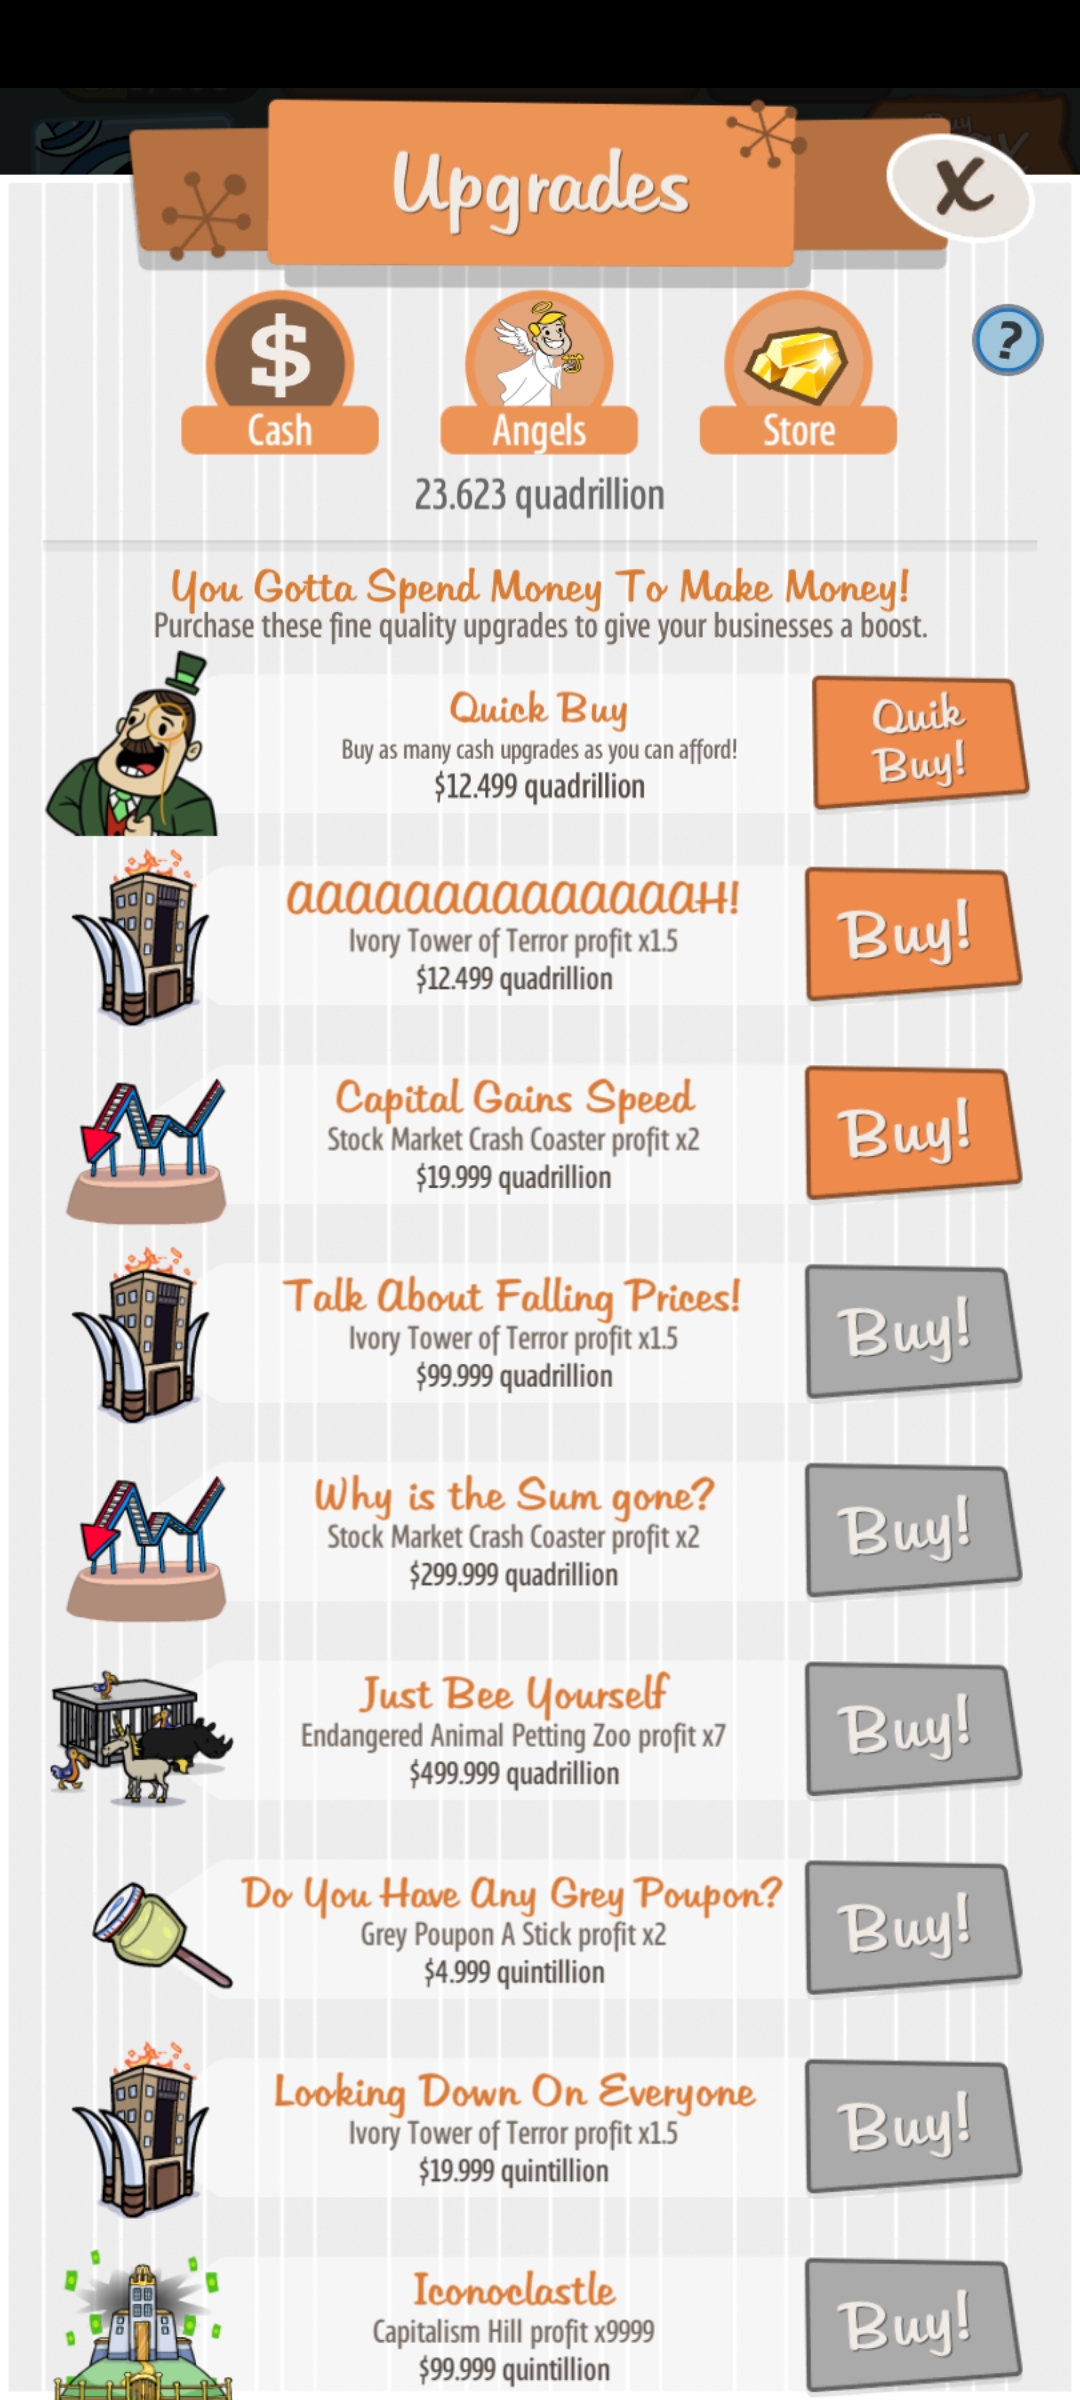 Upgrades
X
?
$
Cash
Angels
Store
23.623 quadrillion
You Gotta Spend Money To Make Money!
Purchase these fine quality upgrades to give your businesses a boost.
Quick Buy
Buy as many cash upgrades as you can afford!
$12.499 quadrillion
Quik
Buy!
aaaaaaaaaaaaaaH!
Ivory Tower of Terror profit x1.5
$12.499 quadrillion
Buy!
Capital Gains Speed
Stock Market Crash Coaster profit x2
$19.999 quadrillion
Buy!
Talk About Falling Prices!
Ivory Tower of Terror profit x1.5
$99.999 quadrillion
Buy!
Why is the Sum gone?
Stock Market Crash Coaster profit x2
$299.999 quadrillion
Buy!
Just Bee Yourself
Endangered Animal Petting Zoo profit x7
$499.999 quadrillion
Buy!
Do You Have Any Grey Poupon?
Grey Poupon A Stick profit x2
$4.999 quintillion
Buy!
Looking Down On Everyone
Ivory Tower of Terror profit x1.5
$19.999 quintillion
Buy!
Iconoclastle
Capitalism Hill profit x9999
$99.999 quintillion
Buy!